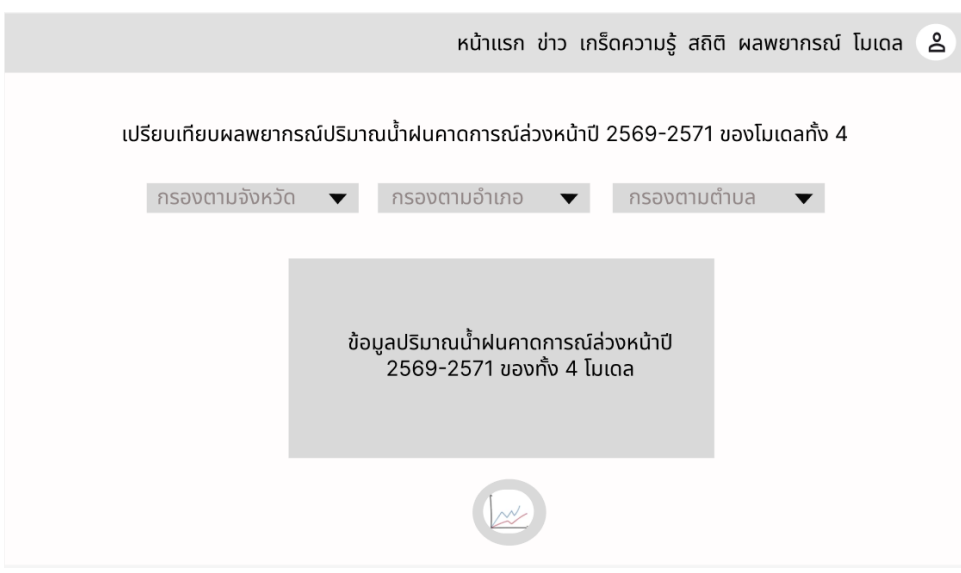 หน้าแรก ข่าว เกร็ดความรู้ สถิติ ผลพยากรณ์ โมเดล
เปรียบเทียบผลพยากรณ์ปริมาณน้ำฝนคาดการณ์ล่วงหน้าปี 2569-2571 ของโมเดลทั้ง 4
กรองตามจังหวัด กรองตามอำเภอ กรองตามตำบล
ข้อมูลปริมาณน้ำฝนคาดการณ์ล่วงหน้าปี
2569-2571 ของทั้ง 4 โมเดล